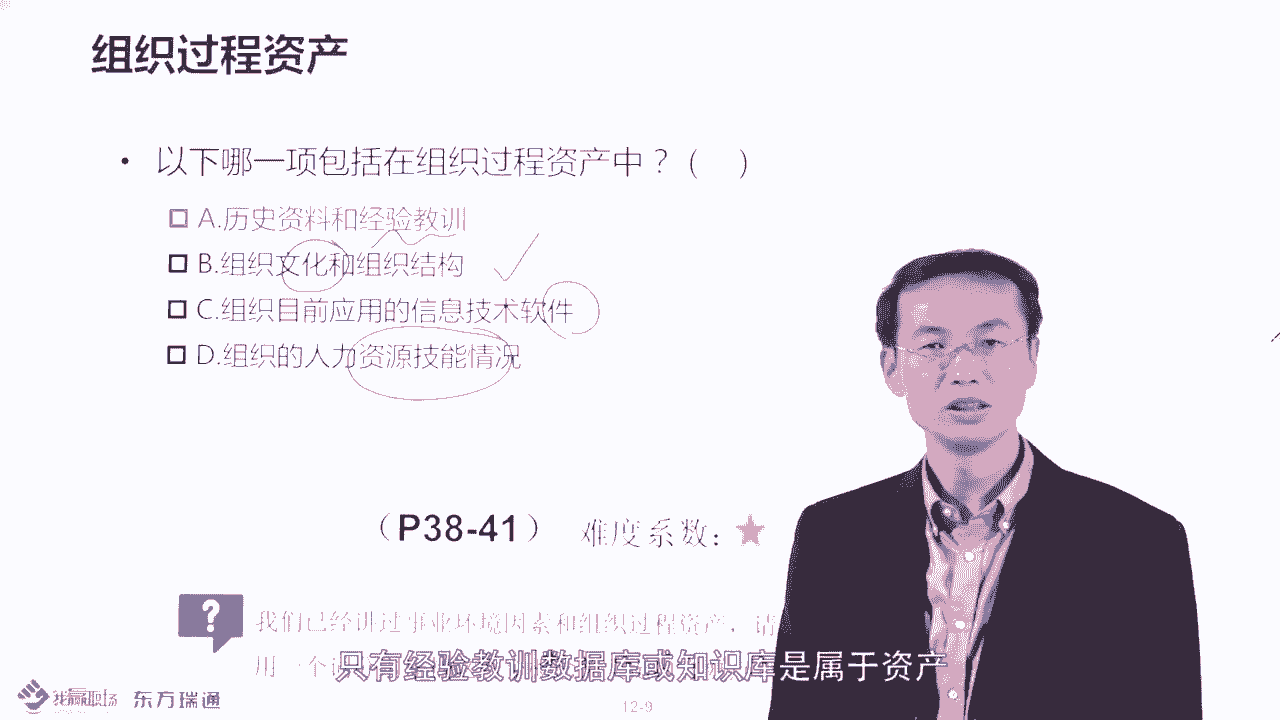 组织过程资产
• 以下哪一项包括在组织过程资产中？（ ）
A.历史资料和经验教训
B.组织文化和组织结构
C.组织目前应用的信息技术软件
D.组织的人力资源技能情况
（P38-41） 难度系数：★
?
我们已经讲过事业环境因素和组织过程资产，请
用一个
只有经验教训数据库或知识库是属于资产
我赢职场 东方瑞通
12-9